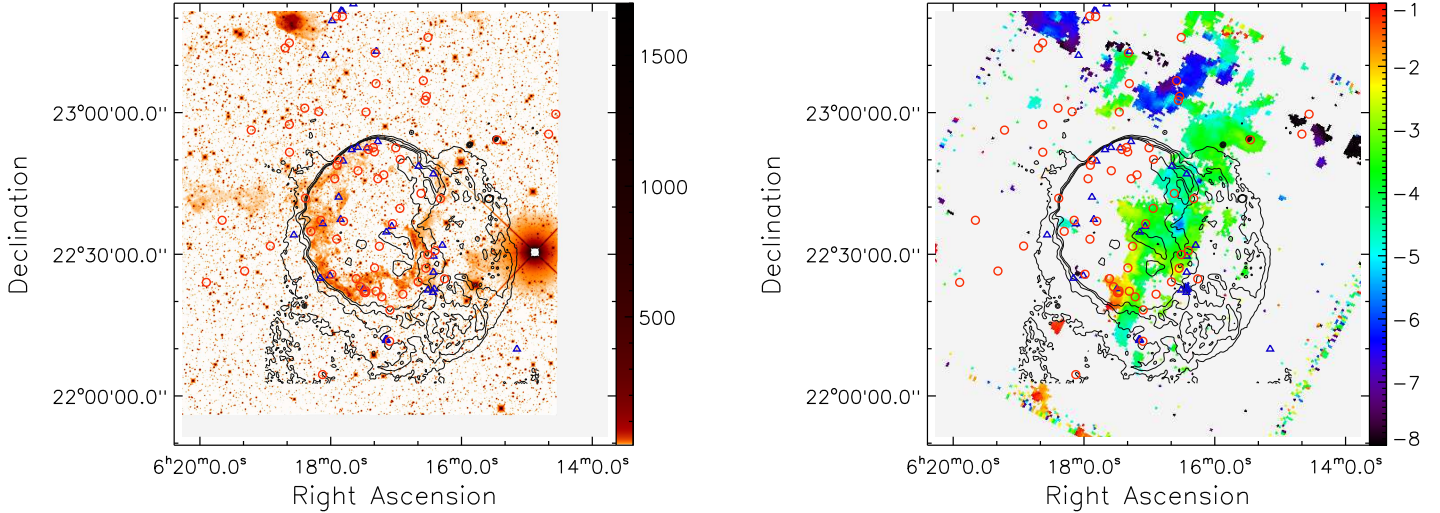 1500
23°00'00.0''
1000
22°30'00.0''
500
22°00'00.0''
Declination
6ʰ20ᵐ0.0ˢ 18ᵐ0.0ˢ 16ᵐ0.0ˢ 14ᵐ0.0ˢ
Right Ascension
−1
−2
23°00'00.0''
−3
−4
22°30'00.0''
−5
−6
−7
22°00'00.0''
−8
Declination
6ʰ20ᵐ0.0ˢ 18ᵐ0.0ˢ 16ᵐ0.0ˢ 14ᵐ0.0ˢ
Right Ascension